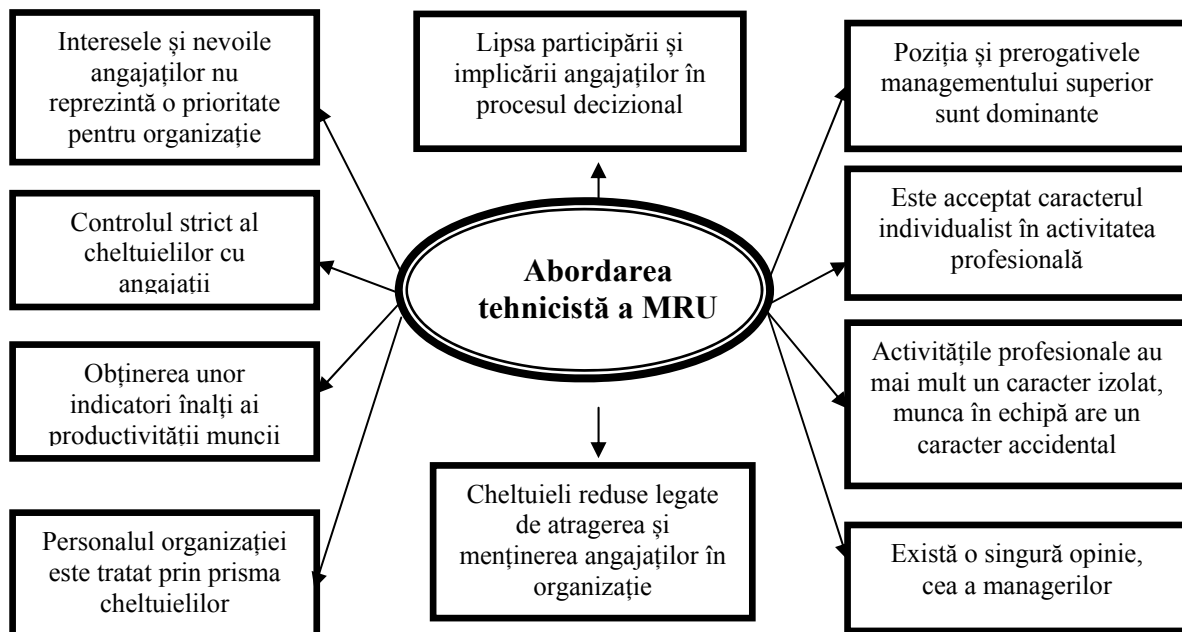 Interesele și nevoile
angajaților nu
reprezintă o prioritate
pentru organizație
Lipsa participării și
implicării angajaților în
procesul decizional
Poziția și prerogativele
managementului superior
sunt dominante
Controlul strict al
cheltuielilor cu
angajații
Este acceptat caracterul
individualist în activitatea
profesională
Abordarea
tehnicistă a MRU
Obținerea unor
indicatori înalți ai
productivității muncii
Activitățile profesionale au
mai mult un caracter izolat,
munca în echipă are un
caracter accidental
Personalul organizației
este tratat prin prisma
cheltuielilor
Cheltuieli reduse legate
de atragerea și
menținerea angajaților în
organizație
Există o singură opinie,
cea a managerilor